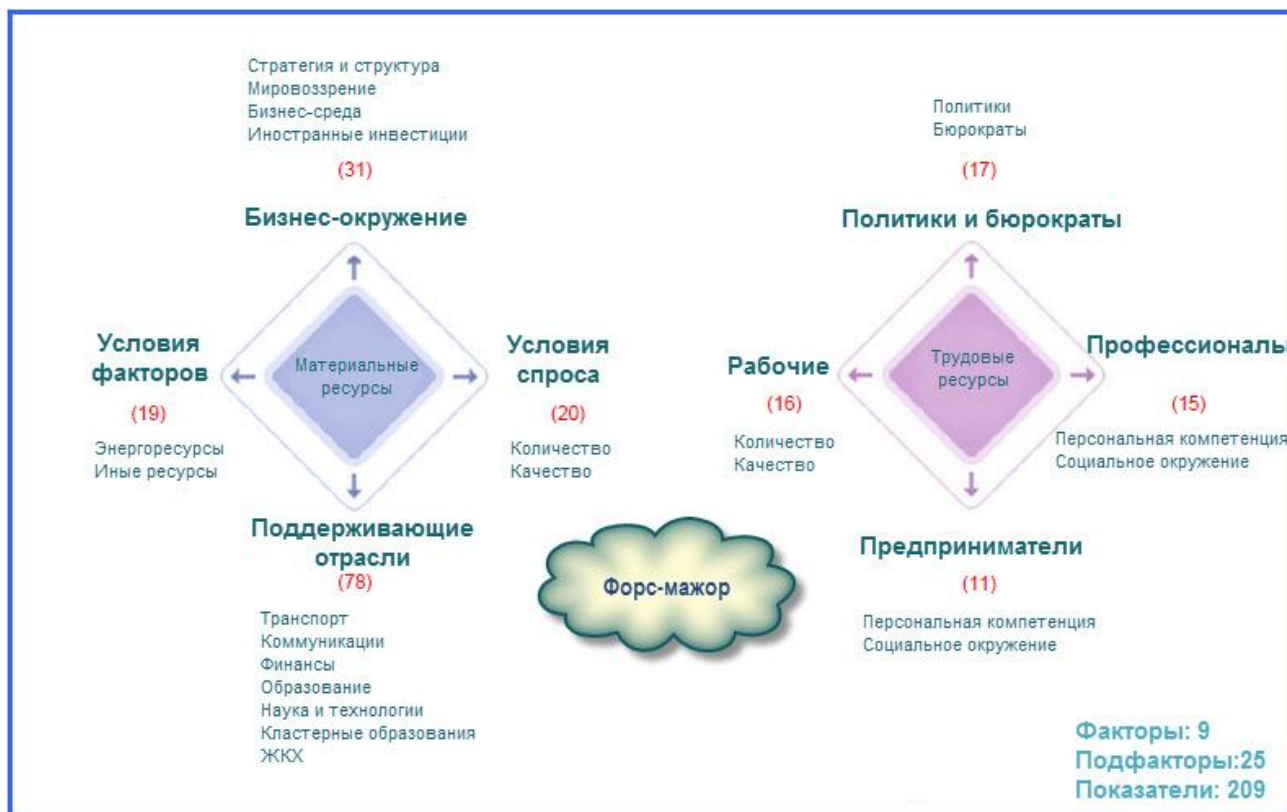 Стратегия и структура
Мировоззрение
Бизнес-среда
Иностранные инвестиции
(31)
Бизнес-окружение
Условия
факторов
(19)
Энергоресурсы
Иные ресурсы
Материальные
ресурсы
Условия
спроса
(20)
Количество
Качество
Поддерживающие
отрасли
(78)
Транспорт
Коммуникации
Финансы
Образование
Наука и технологии
Кластерные образования
ЖКХ
Политики
Бюрократы
(17)
Политики и бюрократы
Рабочие
(16)
Количество
Качество
Трудовые
ресурсы
Профессионалы
(15)
Персональная компетенция
Социальное окружение
Предприниматели
(11)
Персональная компетенция
Социальное окружение
Форс-мажор
Факторы: 9
Подфакторы:25
Показатели: 209